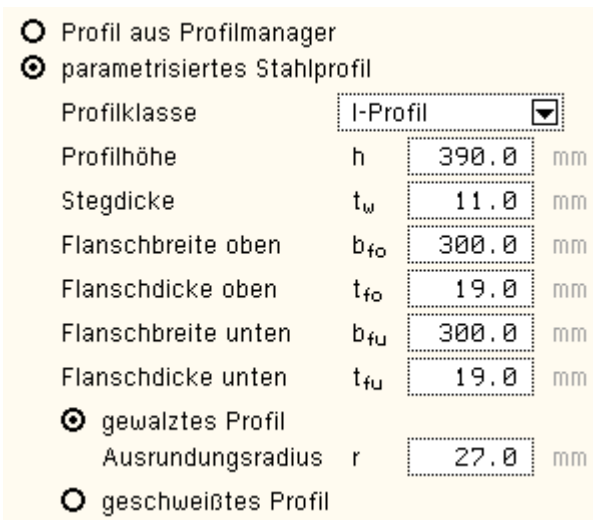 Profil aus Profilmanager
parametrisiertes Stahlprofil
Profilklasse I-Profil
Profilhöhe h 390.0 mm
Stegdicke tw 11.0 mm
Flanschbreite oben bfo 300.0 mm
Flanschdicke oben tfo 19.0 mm
Flanschbreite unten bfu 300.0 mm
Flanschdicke unten tfu 19.0 mm
gewalztes Profil
Ausrundungsradius r 27.0 mm
geschweißtes Profil